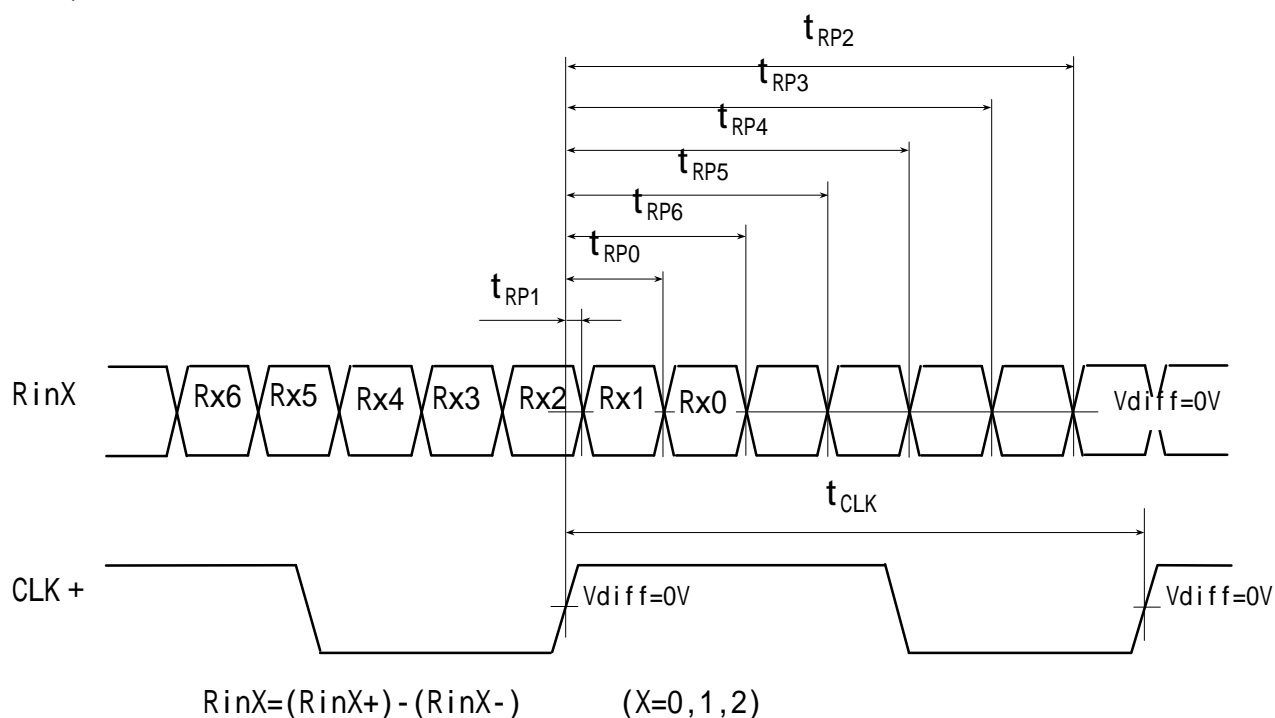 tRP2
tRP3
tRP4
tRP5
tRP6
tRP0
tRP1
RinX Rx6 Rx5 Rx4 Rx3 Rx2 Rx1 Rx0 Vdiff=0V
tCLK
CLK+ Vdiff=0V Vdiff=0V
RinX=(RinX+)-(RinX-) (X=0,1,2)